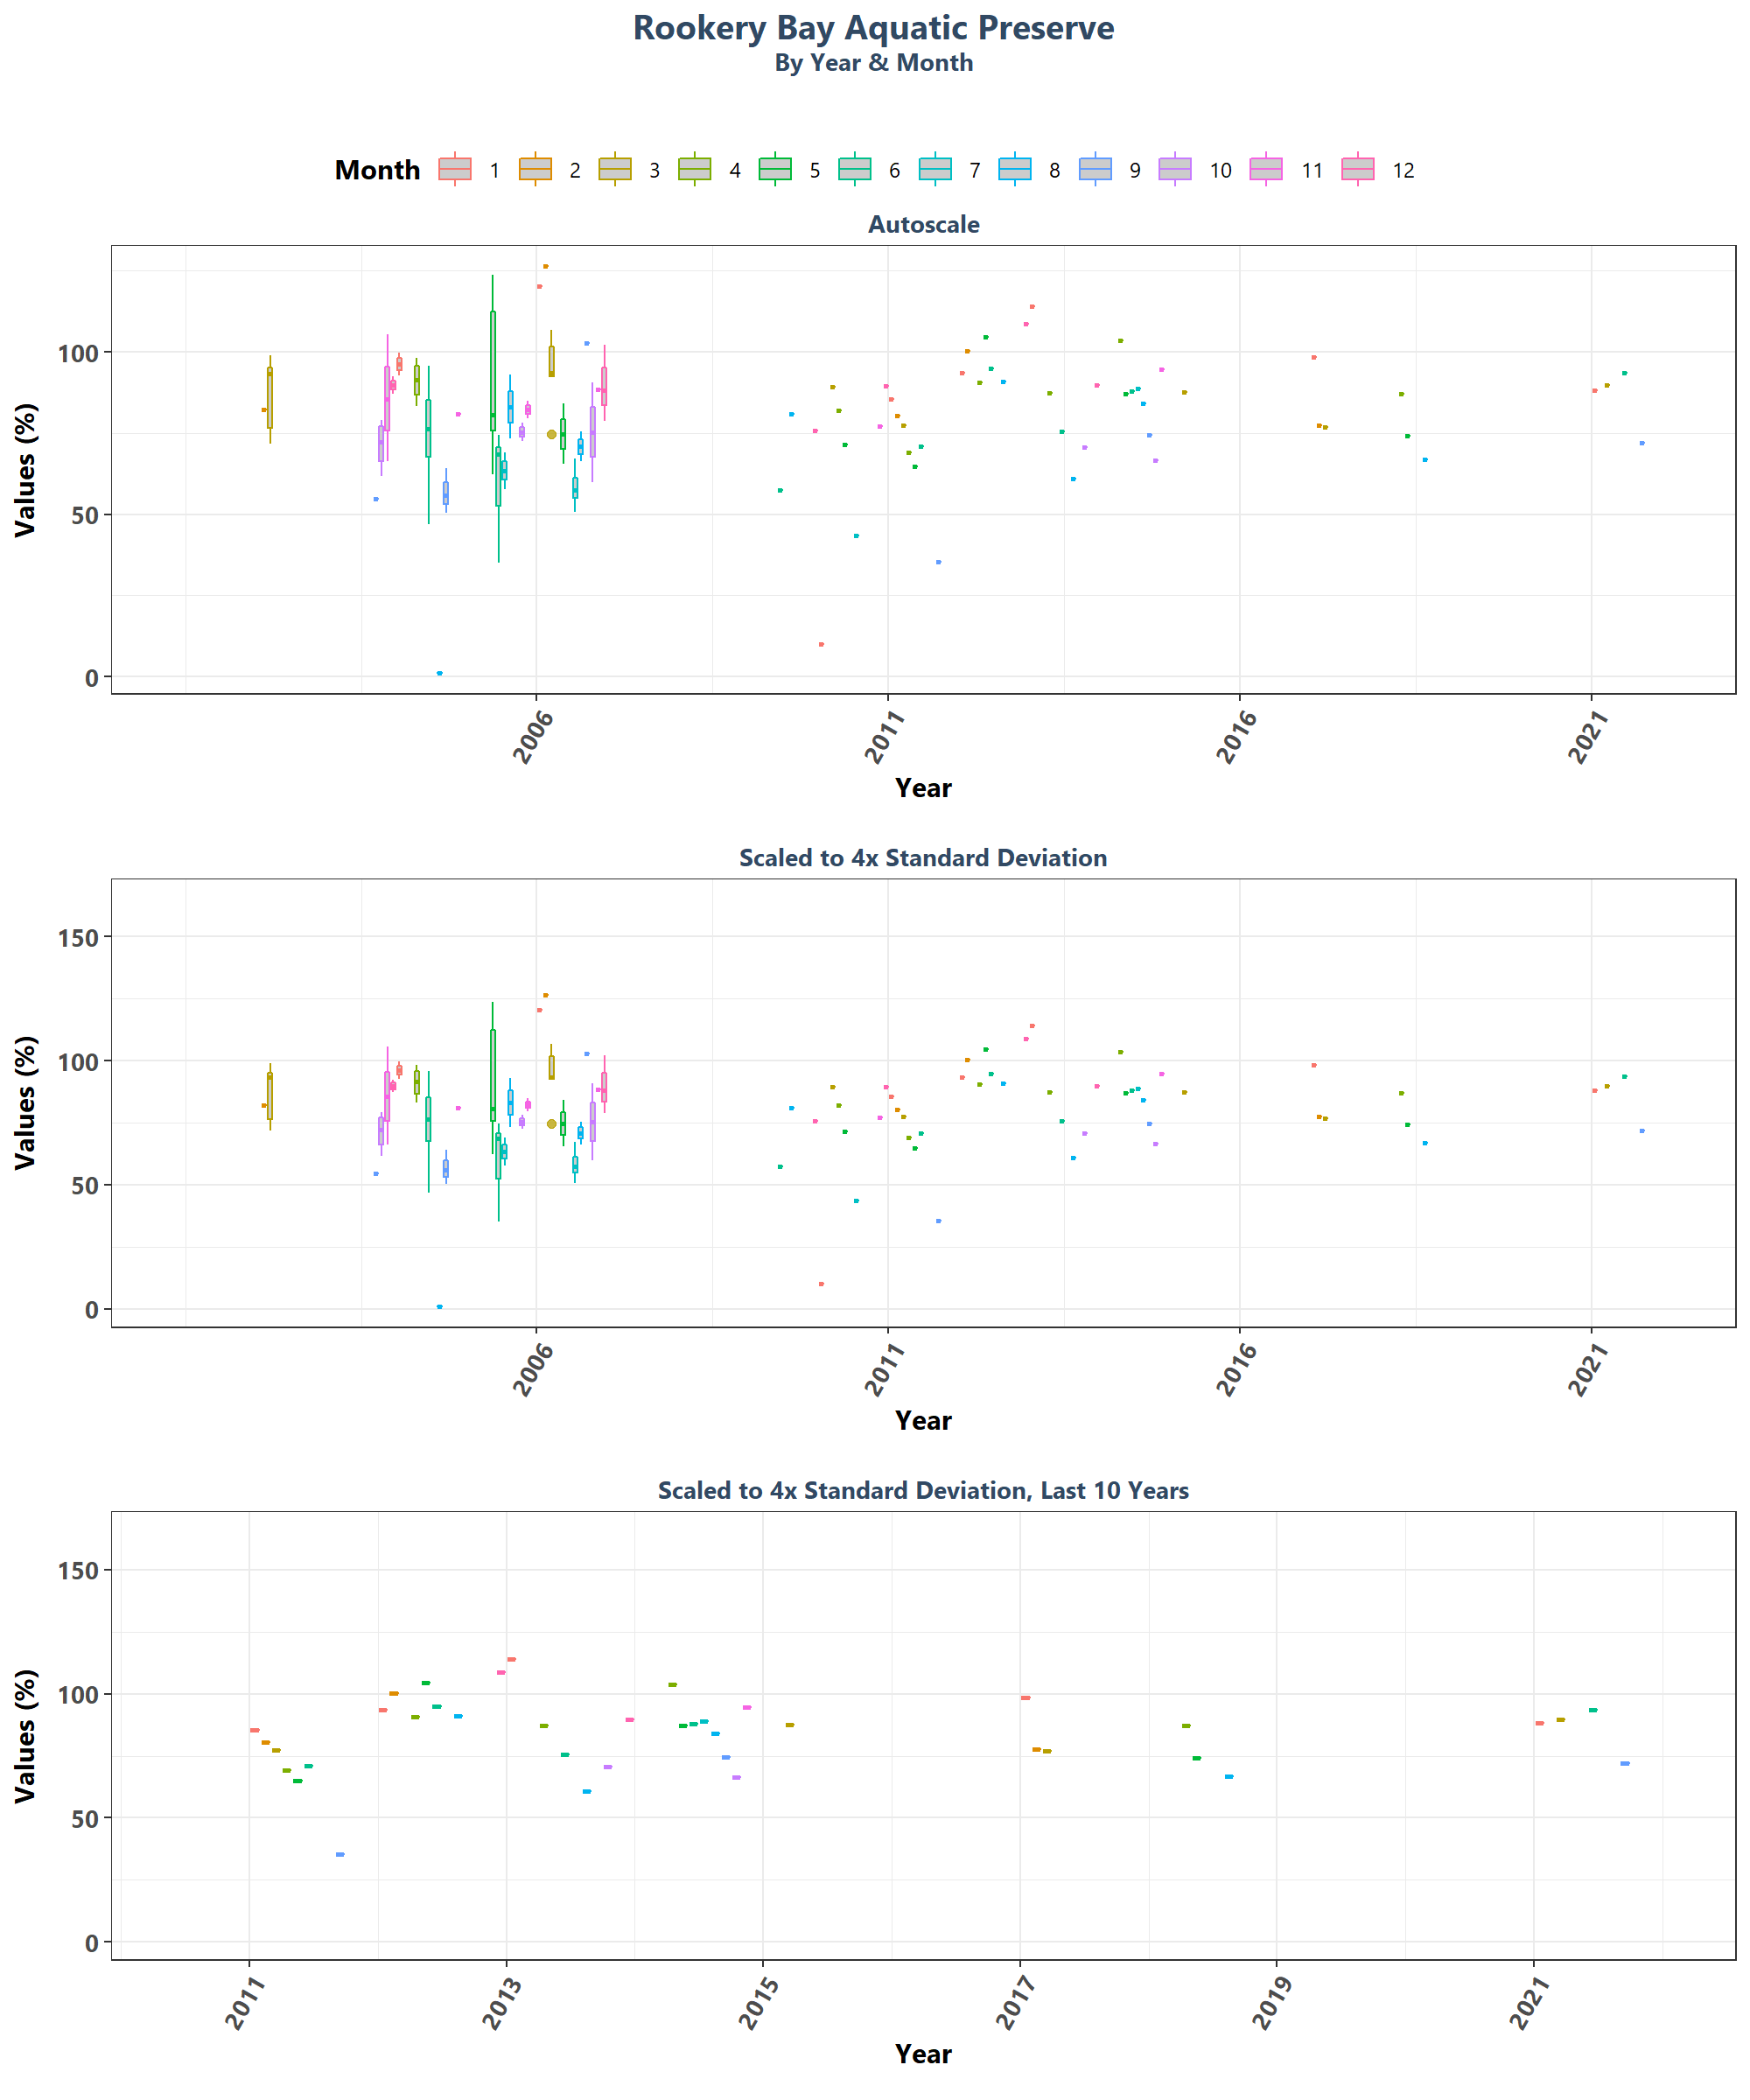 Rookery Bay Aquatic Preserve
By Year & Month
Month 1 2 3 4 5 6 7 8 9 10 11 12
Autoscale
Values (%)
100
50
0
2006 2011 2016 2021
Year
Scaled to 4x Standard Deviation
Values (%)
150
100
50
0
2006 2011 2016 2021
Year
Scaled to 4x Standard Deviation, Last 10 Years
Values (%)
150
100
50
0
2011 2013 2015 2017 2019 2021
Year